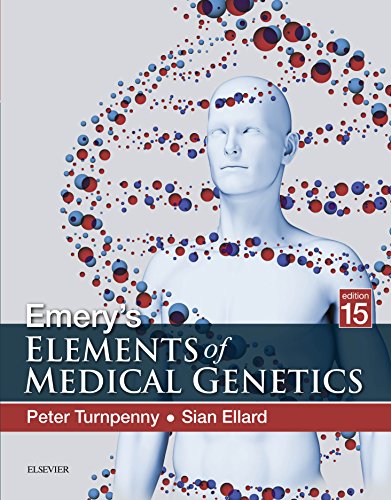 edition
15
Emery's
ELEMENTS of
MEDICAL GENETICS
Peter Turnpenny • Sian Ellard
ELSEVIER